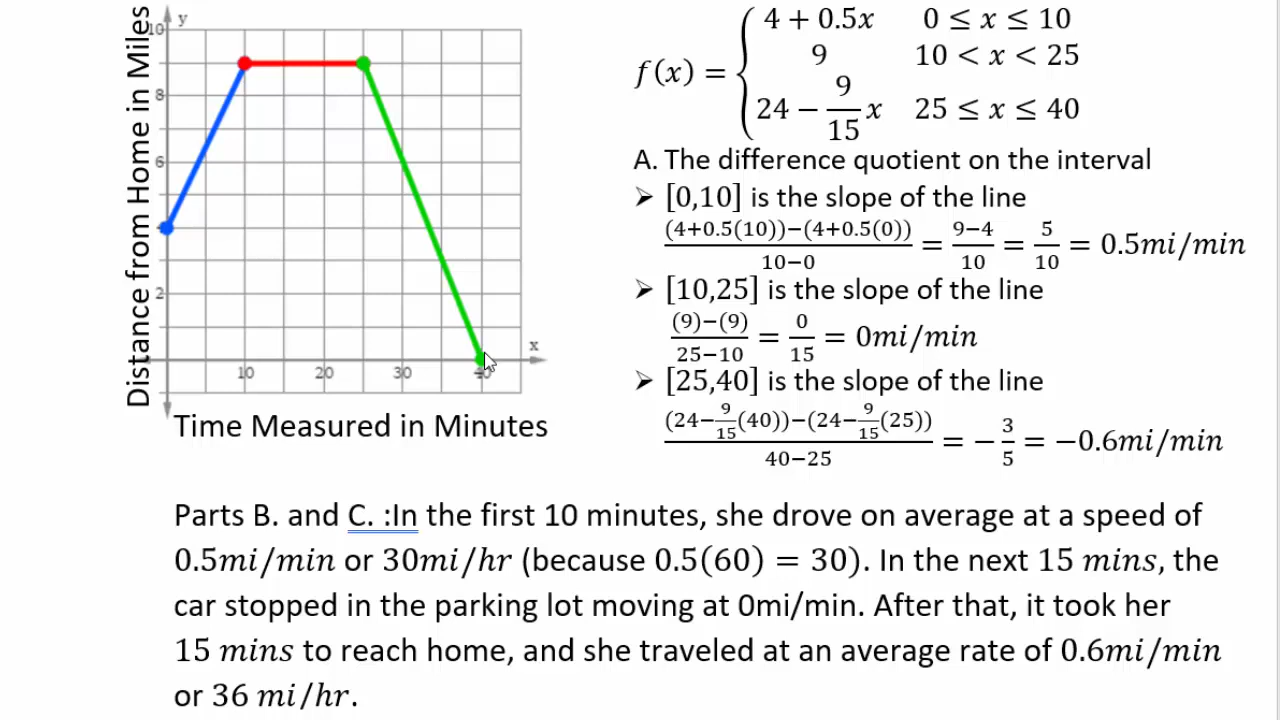 y
10
8
6
2
x
10 20 30 40
Distance from Home in Miles
Time Measured in Minutes
f(x) = { 4 + 0.5x 0 ≤ x ≤ 10
9 10 < x < 25
24 − 9/15 x 25 ≤ x ≤ 40
A. The difference quotient on the interval
➢ [0,10] is the slope of the line
(4+0.5(10))−(4+0.5(0))/10−0 = 9−4/10 = 5/10 = 0.5mi/min
➢ [10,25] is the slope of the line
(9)−(9)/25−10 = 0/15 = 0mi/min
➢ [25,40] is the slope of the line
(24−9/15(40))−(24−9/15(25))/40−25 = −3/5 = −0.6mi/min
Parts B. and C. :In the first 10 minutes, she drove on average at a speed of
0.5mi/min or 30mi/hr (because 0.5(60) = 30). In the next 15 mins, the
car stopped in the parking lot moving at 0mi/min. After that, it took her
15 mins to reach home, and she traveled at an average rate of 0.6mi/min
or 36 mi/hr.